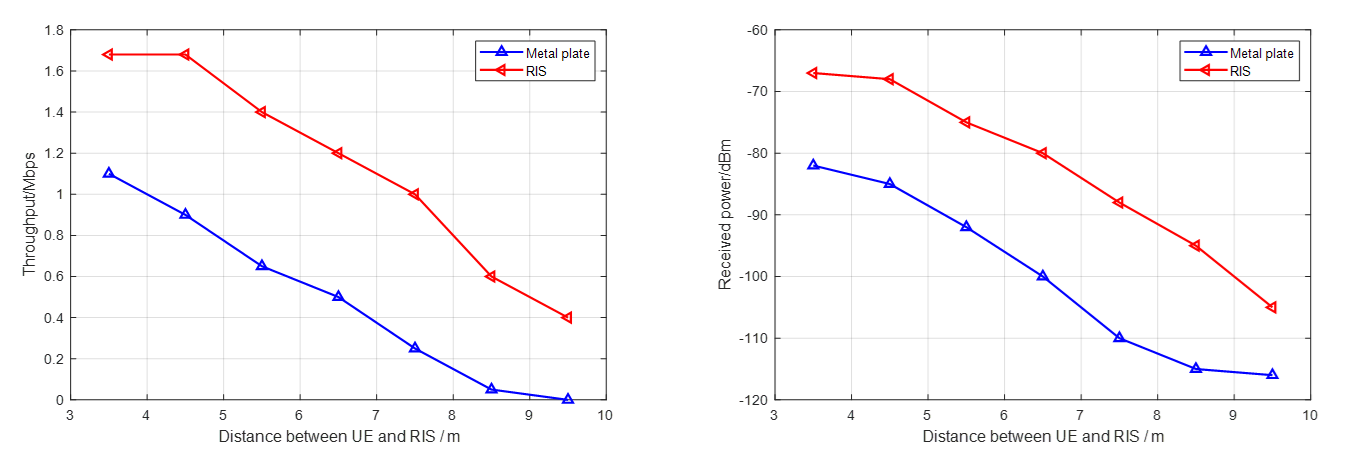 1.8
1.6
1.4
1.2
1
0.8
0.6
0.4
0.2
0
Throughput/Mbps
3 4 5 6 7 8 9 10
Distance between UE and RIS / m
Metal plate
RIS
-60
-70
-80
-90
-100
-110
-120
Received power/dBm
3 4 5 6 7 8 9 10
Distance between UE and RIS / m
Metal plate
RIS